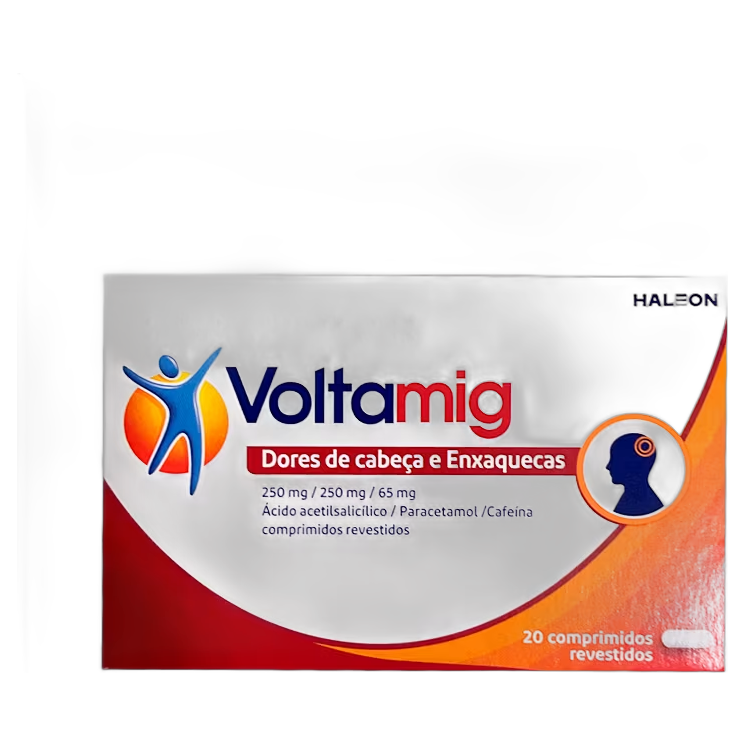 HALEON
Voltamig
Dores de cabeça e Enxaquecas
250 mg / 250 mg / 65 mg
Ácido acetilsalicílico / Paracetamol /Cafeína
comprimidos revestidos
20 comprimidos
revestidos